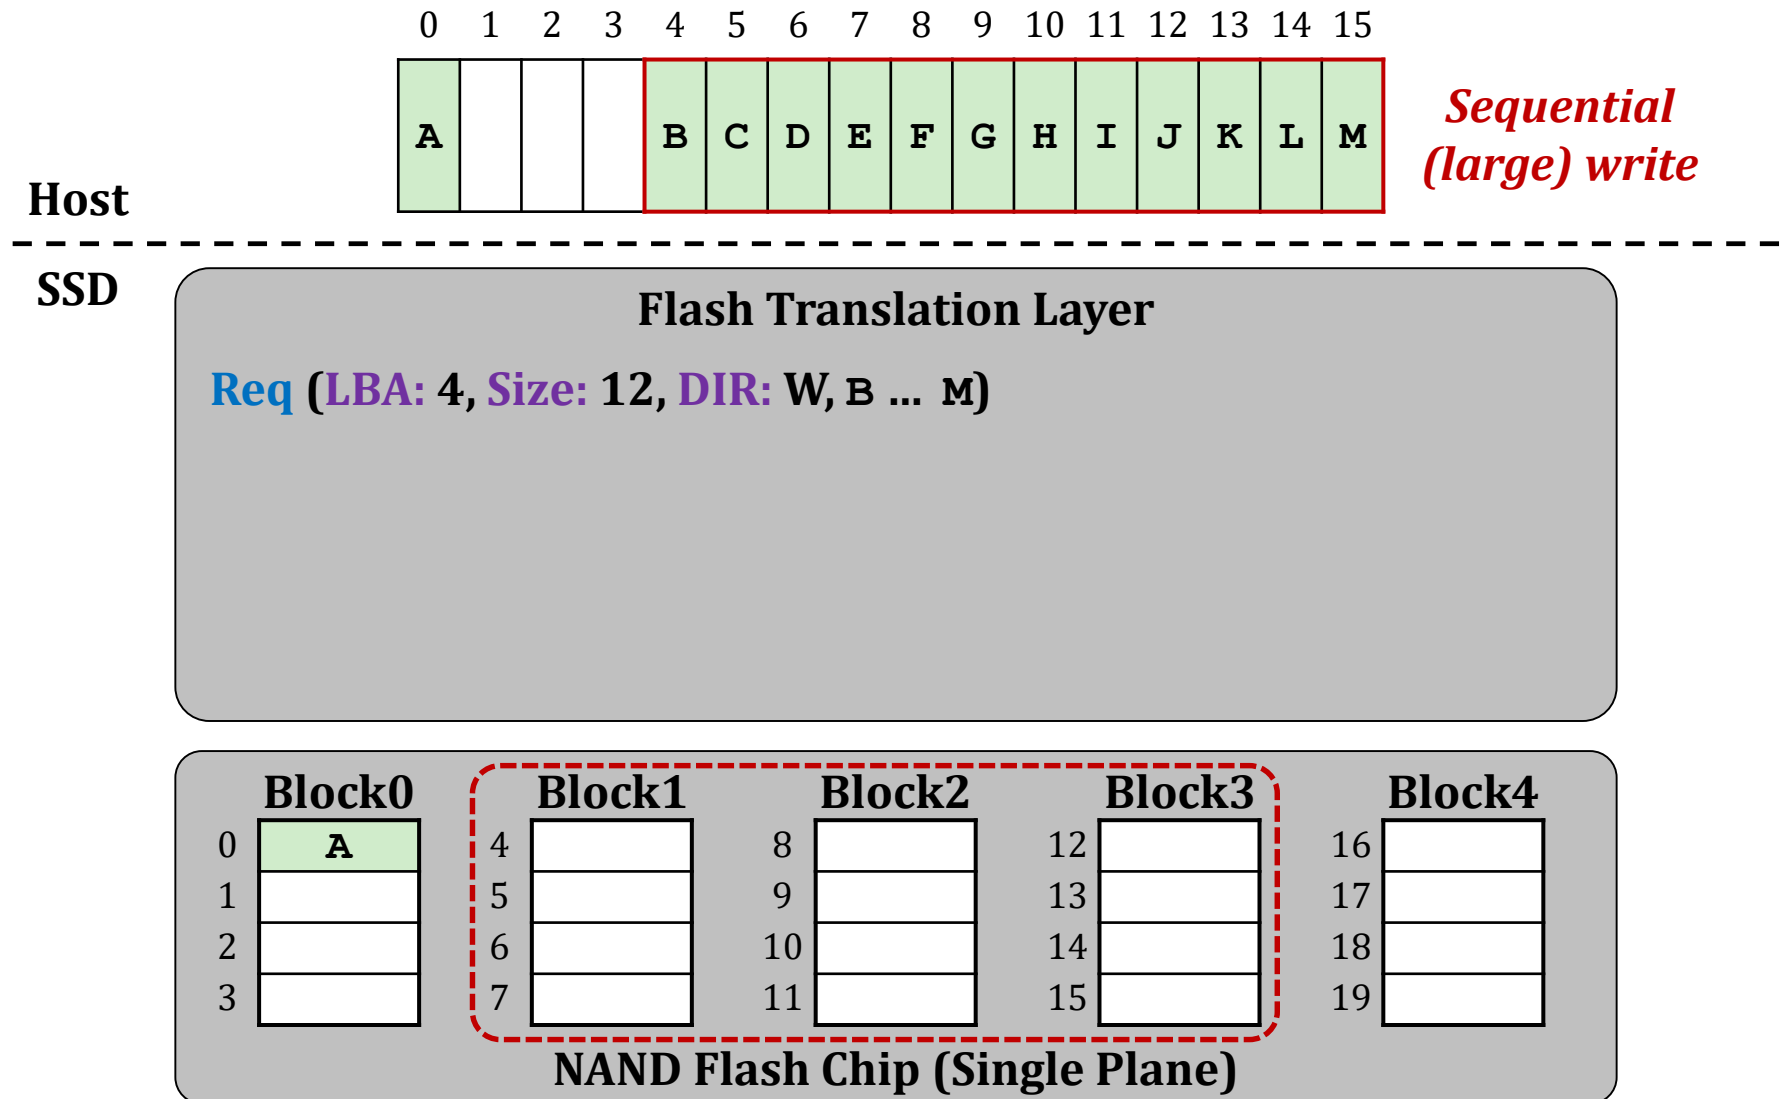 0 1 2 3 4 5 6 7 8 9 10 11 12 13 14 15
A B C D E F G H I J K L M
Sequential
(large) write
Host
SSD
Flash Translation Layer
Req (LBA: 4, Size: 12, DIR: W, B ... M)
Block0 Block1 Block2 Block3 Block4
0 A 4 8 12 16
1 5 9 13 17
2 6 10 14 18
3 7 11 15 19
NAND Flash Chip (Single Plane)